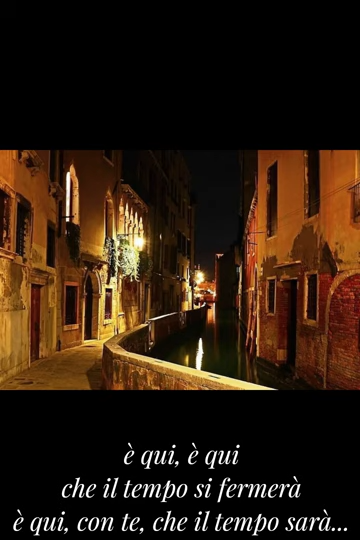 è qui, è qui
che il tempo si fermerà
è qui, con te, che il tempo sarà...